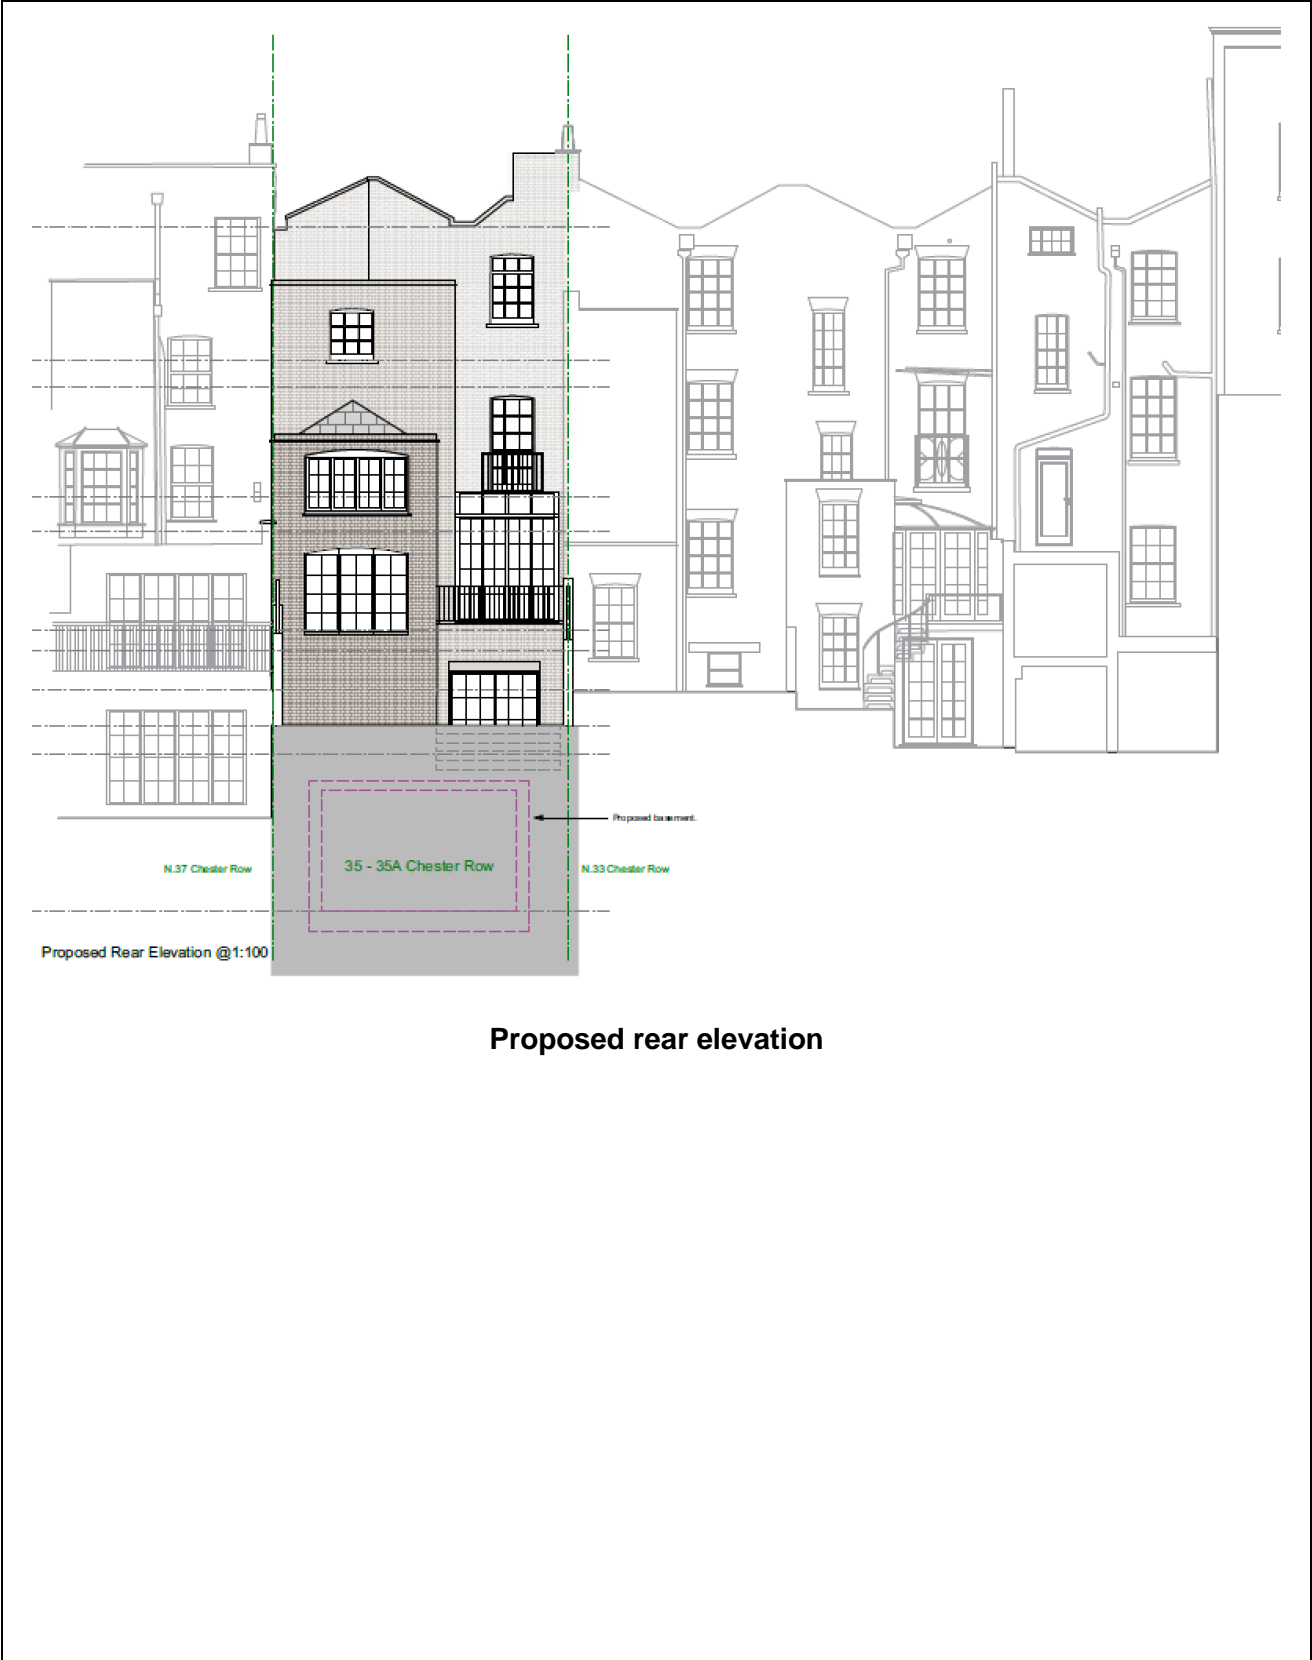 Proposed basement.
N.37 Chester Row
35 - 35A Chester Row
N.33 Chester Row
Proposed Rear Elevation @1:100
Proposed rear elevation